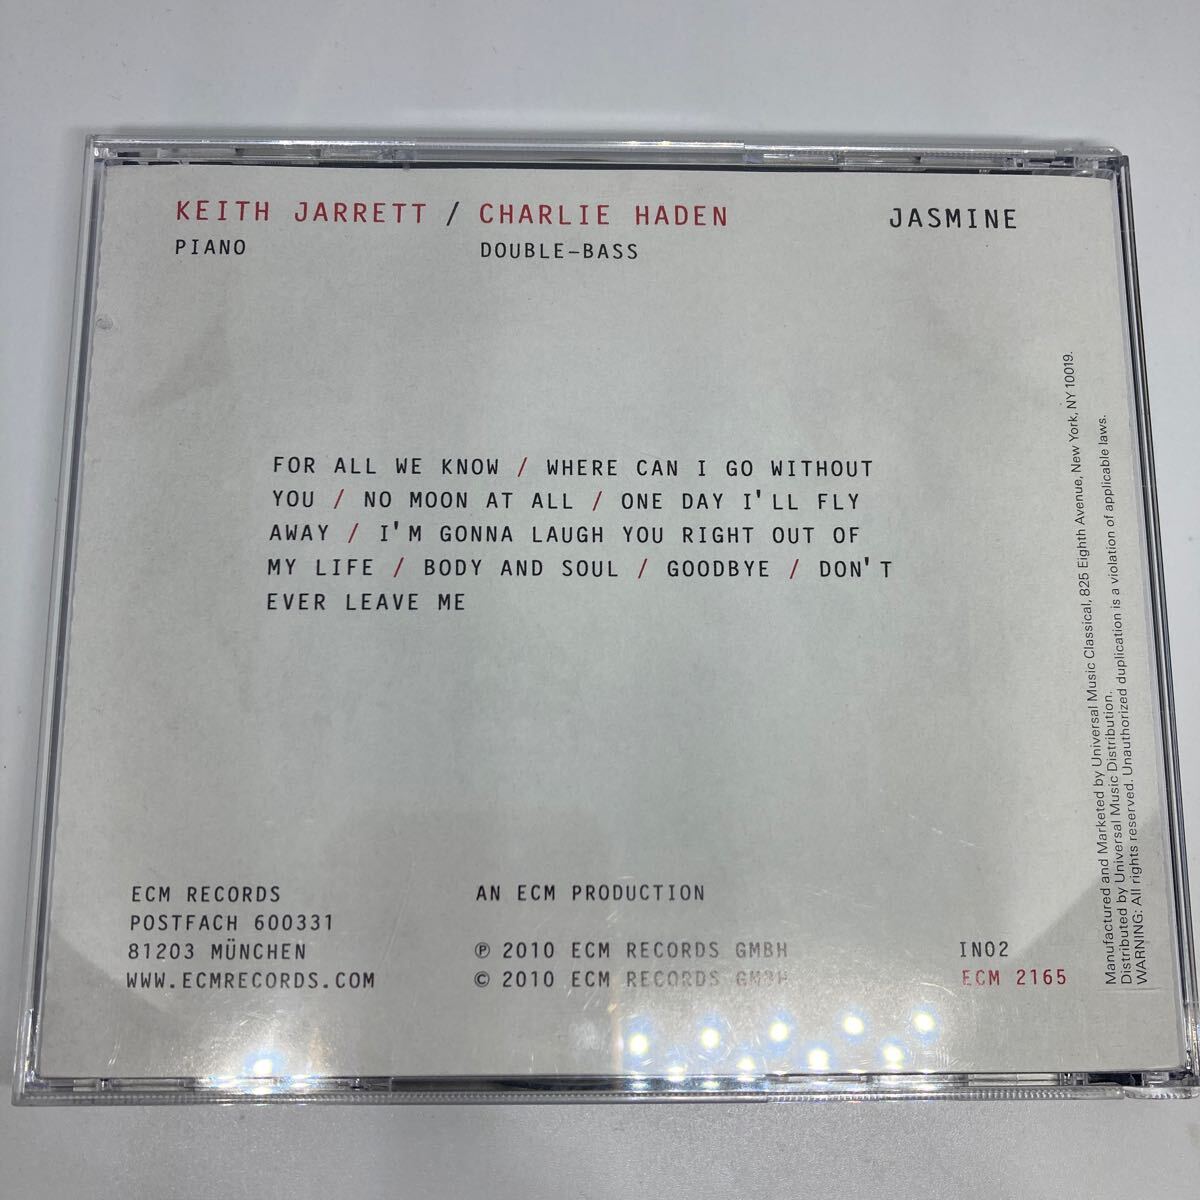 KEITH JARRETT / CHARLIE HADEN JASMINE
PIANO DOUBLE-BASS
FOR ALL WE KNOW / WHERE CAN I GO WITHOUT
YOU / NO MOON AT ALL / ONE DAY I'LL FLY
AWAY / I'M GONNA LAUGH YOU RIGHT OUT OF
MY LIFE / BODY AND SOUL / GOODBYE / DON'T
EVER LEAVE ME
ECM RECORDS
POSTFACH 600331
81203 MÜNCHEN
WWW.ECMRECORDS.COM
AN ECM PRODUCTION
℗ 2010 ECM RECORDS GMBH
© 2010 ECM RECORDS GMBH
IN02
ECM 2165
Manufactured and Marketed by Universal Music Classical, 825 Eighth Avenue, New York, NY 10019.
Distributed by Universal Music Distribution.
WARNING: All rights reserved. Unauthorized duplication is a violation of applicable laws.